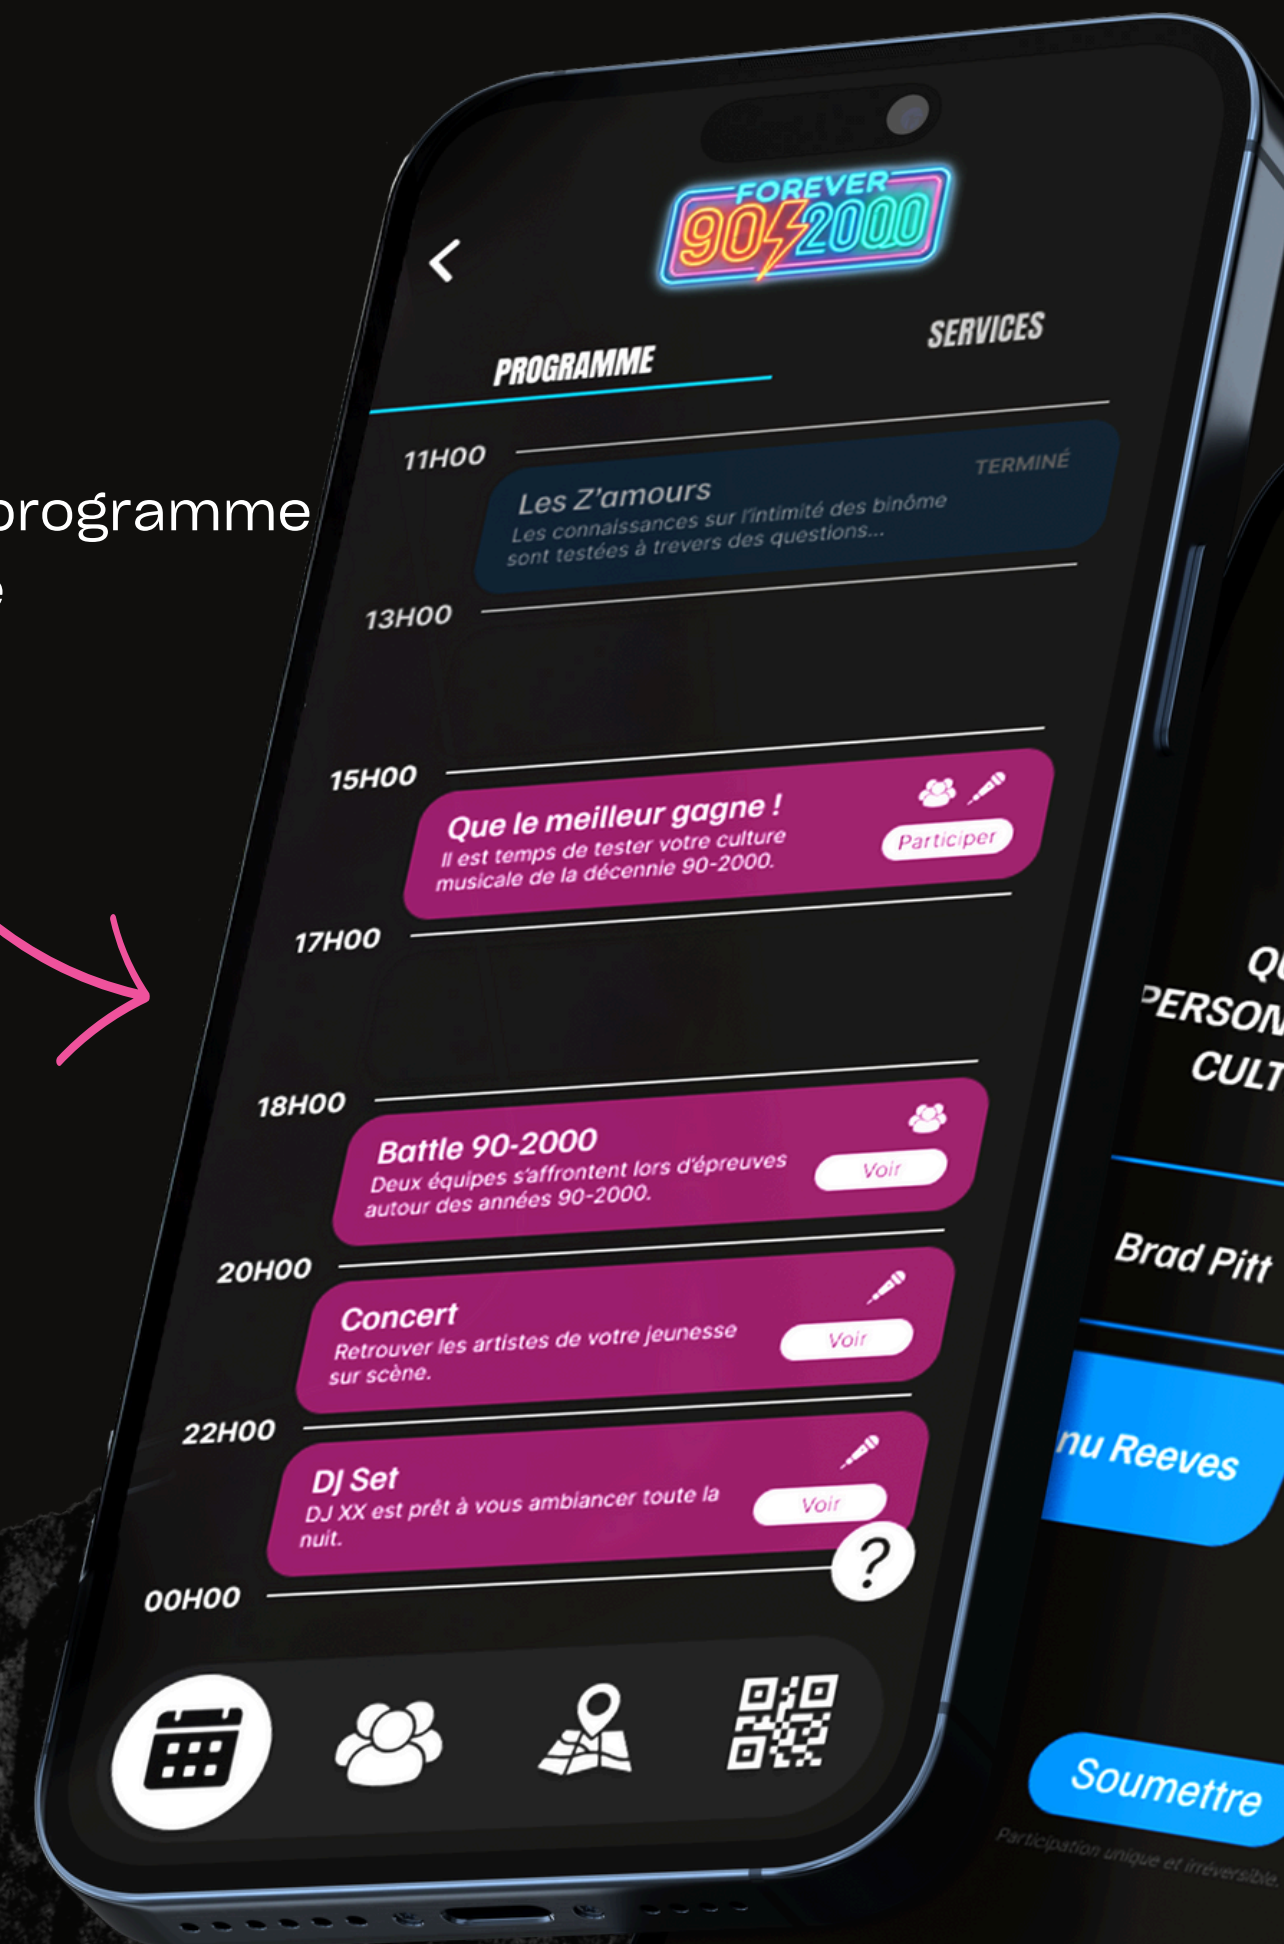 programme
e
FOREVER
90 2000
PROGRAMME
SERVICES
11H00
Les Z'amours
TERMINÉ
Les connaissances sur l'intimité des binôme
sont testées à trevers des questions...
13H00
15H00
Que le meilleur gagne !
Il est temps de tester votre culture
musicale de la décennie 90-2000.
Participer
17H00
18H00
Battle 90-2000
Deux équipes s'affrontent lors d'épreuves
autour des années 90-2000.
Voir
20H00
Concert
Retrouver les artistes de votre jeunesse
sur scène.
Voir
22H00
DJ Set
DJ XX est prêt à vous ambiancer toute la
nuit.
Voir
?
00H00
QU
PERSON
CULT
Brad Pitt
nu Reeves
Soumettre
Participation unique et irréversible.